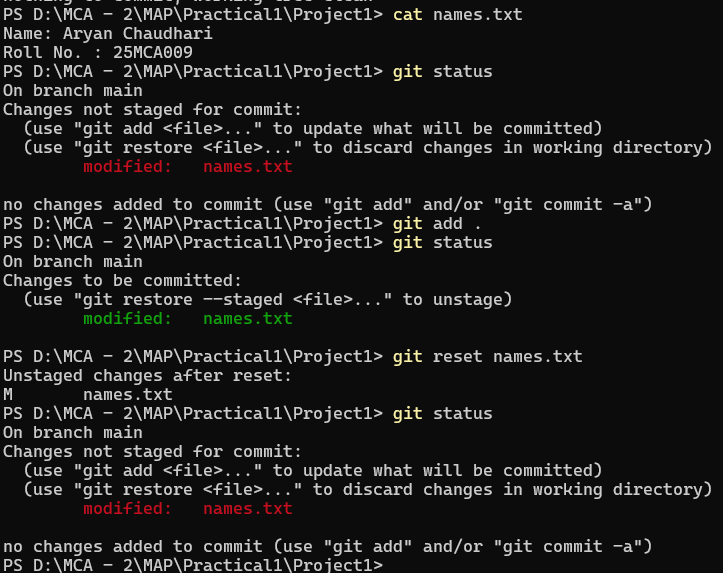 nothing to commit, working tree clean
PS D:\MCA - 2\MAP\Practical1\Project1> cat names.txt
Name: Aryan Chaudhari
Roll No. : 25MCA009
PS D:\MCA - 2\MAP\Practical1\Project1> git status
On branch main
Changes not staged for commit:
  (use "git add <file>..." to update what will be committed)
  (use "git restore <file>..." to discard changes in working directory)
        modified:   names.txt

no changes added to commit (use "git add" and/or "git commit -a")
PS D:\MCA - 2\MAP\Practical1\Project1> git add .
PS D:\MCA - 2\MAP\Practical1\Project1> git status
On branch main
Changes to be committed:
  (use "git restore --staged <file>..." to unstage)
        modified:   names.txt

PS D:\MCA - 2\MAP\Practical1\Project1> git reset names.txt
Unstaged changes after reset:
M       names.txt
PS D:\MCA - 2\MAP\Practical1\Project1> git status
On branch main
Changes not staged for commit:
  (use "git add <file>..." to update what will be committed)
  (use "git restore <file>..." to discard changes in working directory)
        modified:   names.txt

no changes added to commit (use "git add" and/or "git commit -a")
PS D:\MCA - 2\MAP\Practical1\Project1>